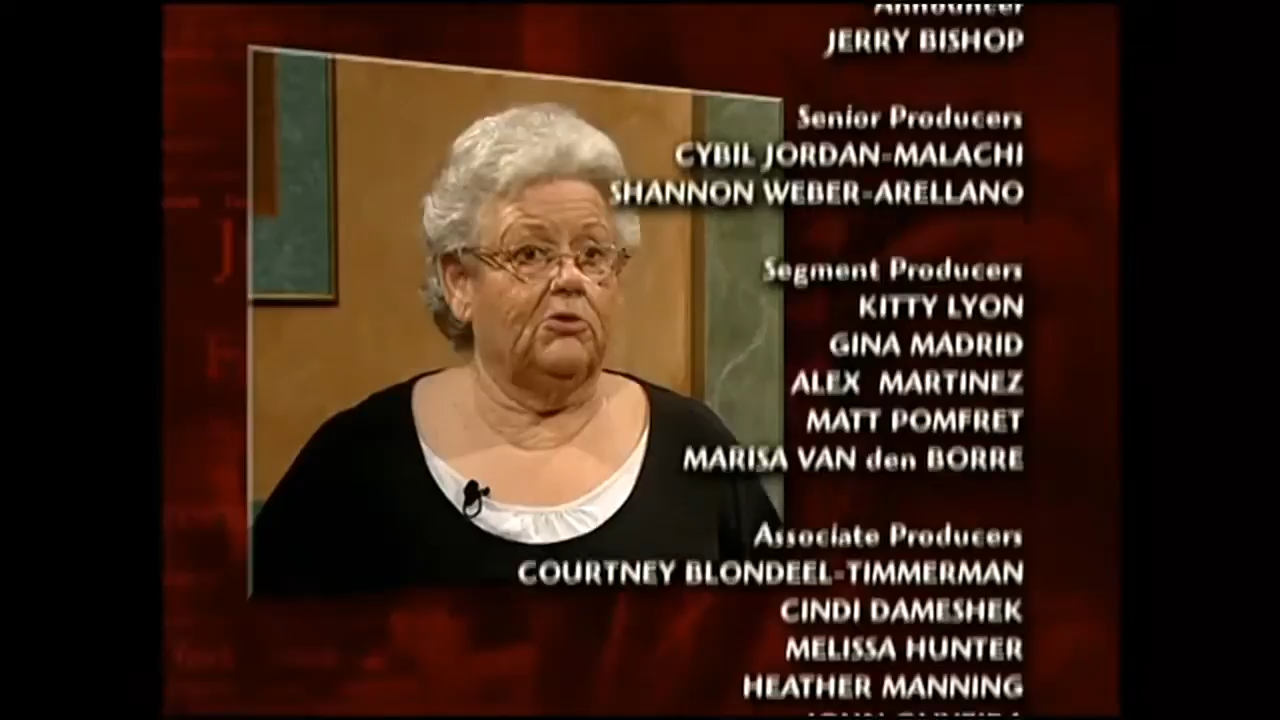 Announcer
JERRY BISHOP
Senior Producers
CYBIL JORDAN-MALACHI
SHANNON WEBER-ARELLANO
Segment Producers
KITTY LYON
GINA MADRID
ALEX MARTINEZ
MATT POMFRET
MARISA VAN den BORRE
Associate Producers
COURTNEY BLONDEEL-TIMMERMAN
CINDI DAMESHEK
MELISSA HUNTER
HEATHER MANNING